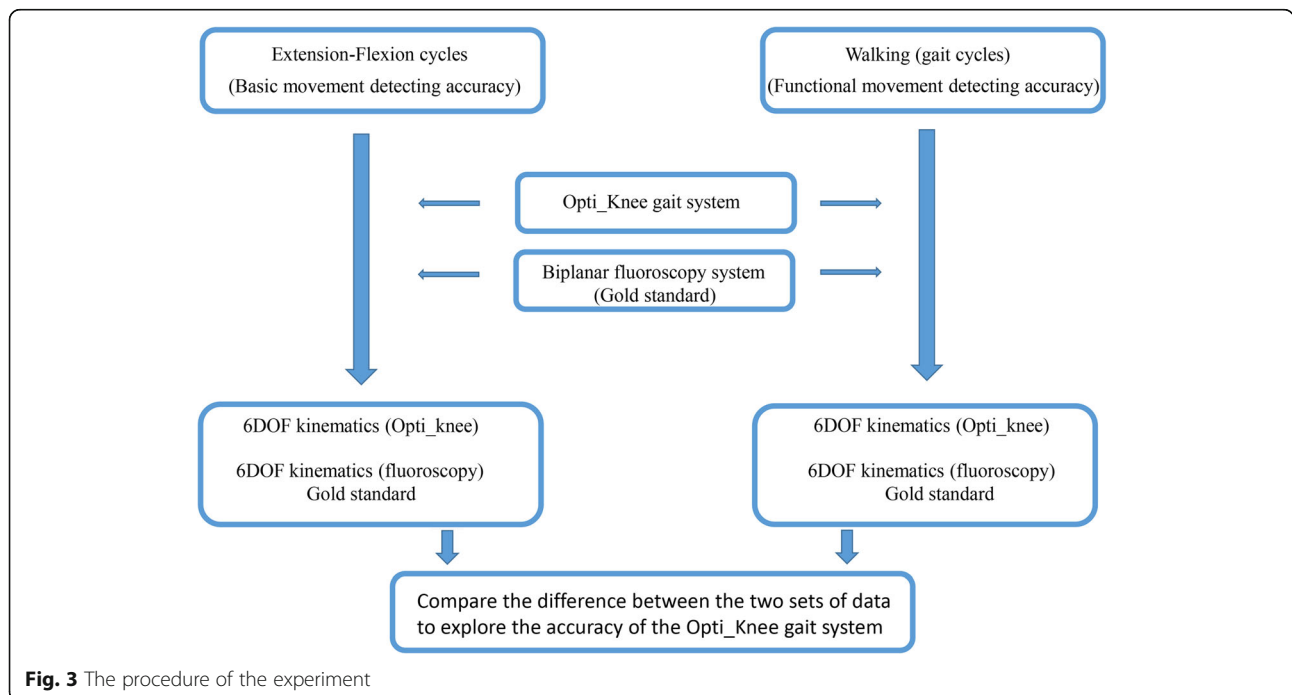 Extension-Flexion cycles
(Basic movement detecting accuracy)
Walking (gait cycles)
(Functional movement detecting accuracy)
Opti_Knee gait system
Biplanar fluoroscopy system
(Gold standard)
6DOF kinematics (Opti_knee)
6DOF kinematics (fluoroscopy)
Gold standard
6DOF kinematics (Opti_knee)
6DOF kinematics (fluoroscopy)
Gold standard
Compare the difference between the two sets of data
to explore the accuracy of the Opti_Knee gait system
Fig. 3 The procedure of the experiment